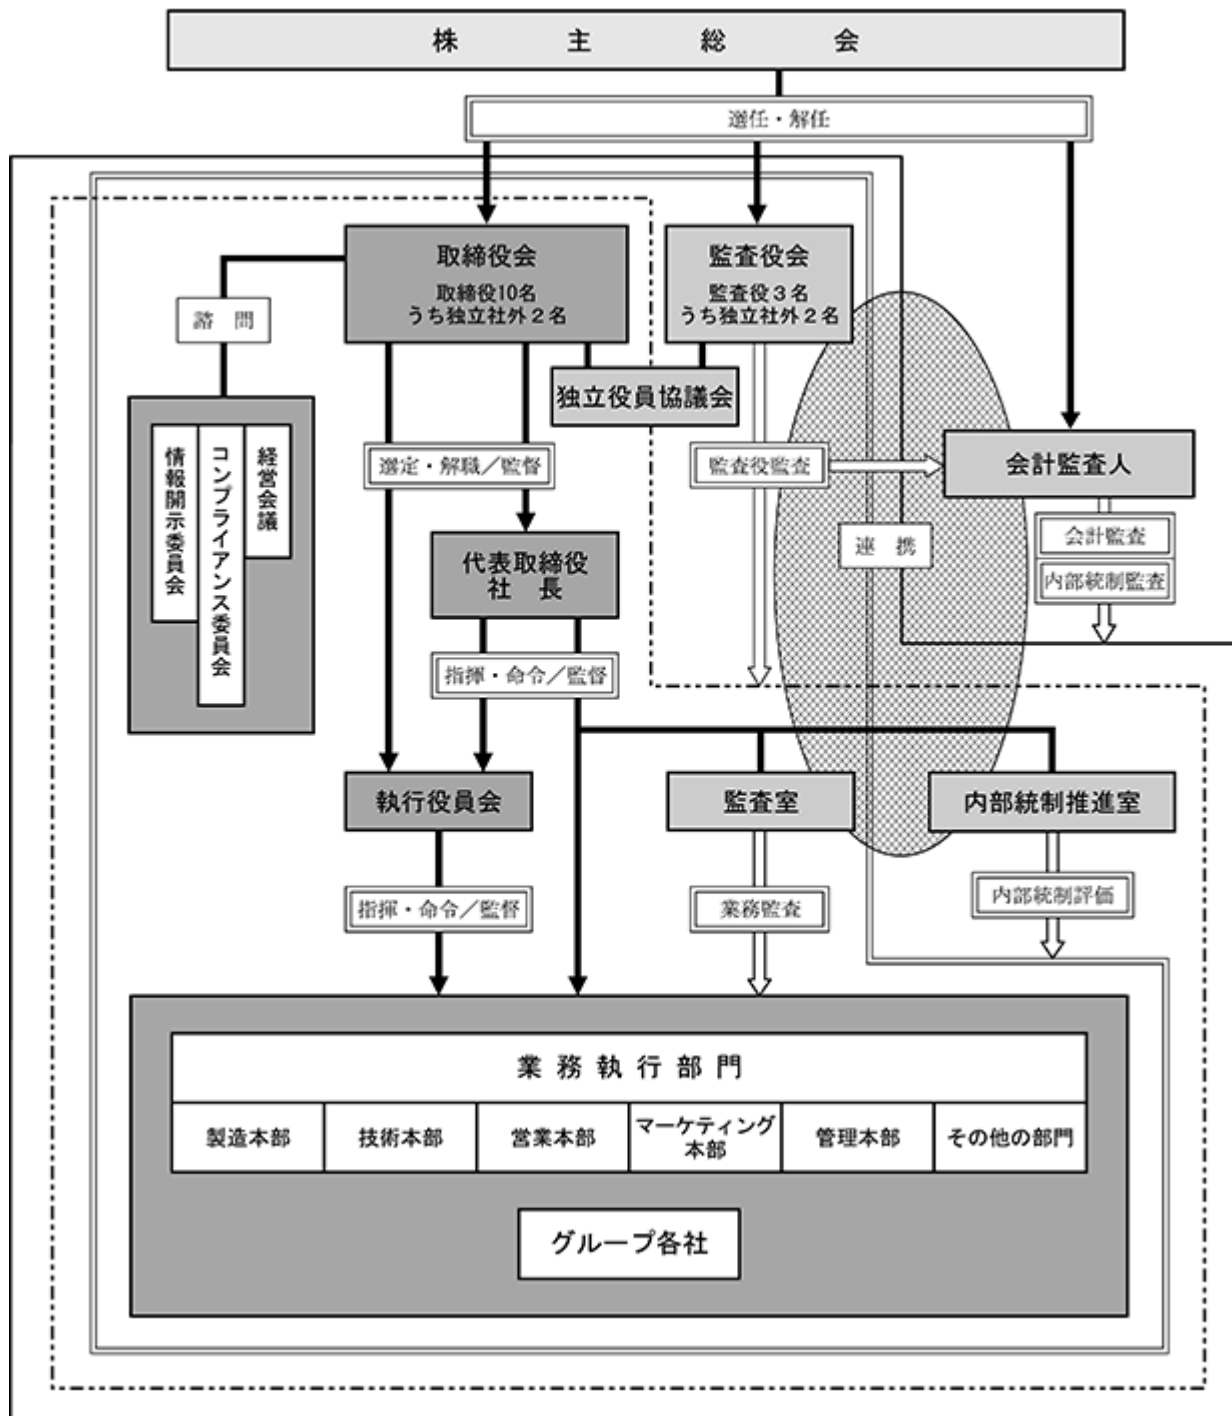 株主総会
選任・解任
取締役会
取締役10名
うち独立社外2名
監査役会
監査役3名
うち独立社外2名
諮問
独立役員協議会
経営会議
コンプライアンス委員会
情報開示委員会
選定・解職／監督
監査役監査
会計監査人
連携
会計監査
内部統制監査
代表取締役
社長
指揮・命令／監督
執行役員会
監査室
内部統制推進室
指揮・命令／監督
業務監査
内部統制評価
業務執行部門
製造本部
技術本部
営業本部
マーケティング
本部
管理本部
その他の部門
グループ各社